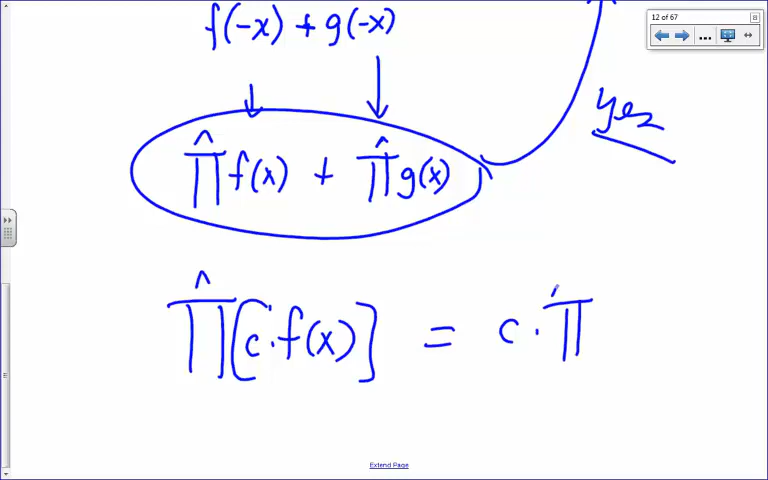 12 of 67
f(-x) + g(-x)
yes
Π̂ f(x) + Π̂ g(x)
Π̂ [c·f(x)] = c·Π
Extend Page